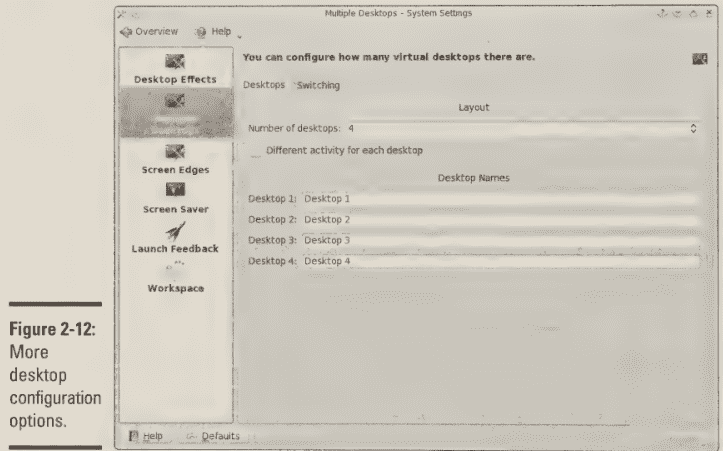 Multiple Desktops - System Settings
Overview Help
You can configure how many virtual desktops there are.
Desktop Effects
Desktops Switching
Layout
Number of desktops: 4
Different activity for each desktop
Screen Edges
Desktop Names
Desktop 1: Desktop 1
Screen Saver
Desktop 2: Desktop 2
Desktop 3: Desktop 3
Launch Feedback
Desktop 4: Desktop 4
Workspace
Figure 2-12:
More
desktop
configuration
options.
Help Defaults